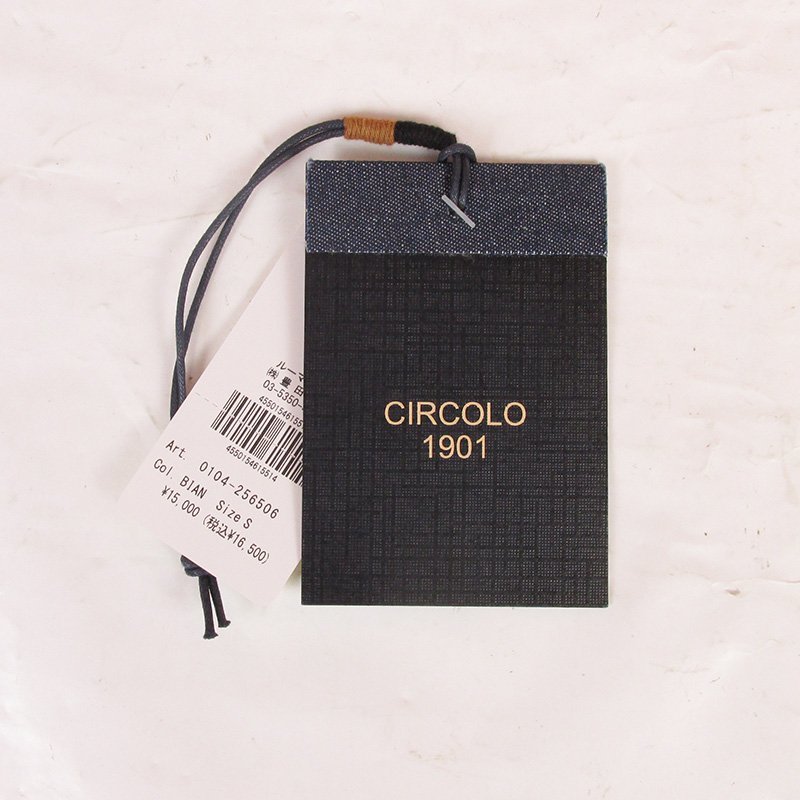 CIRCOLO
1901
ルーマ
㈱豊田
03-5350-
4550154615514
Art. 0104-256506
Col. BIAN Size S
¥15,000 (税込¥16,500)